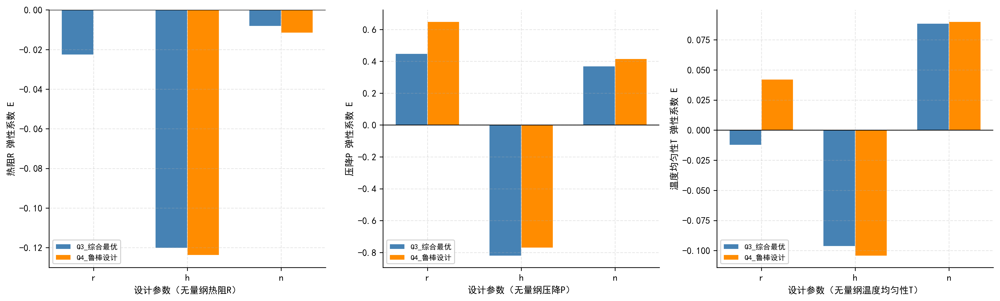 热阻R 弹性系数 E
0.00
−0.02
−0.04
−0.06
−0.08
−0.10
−0.12
Q3_综合最优
Q4_鲁棒设计
r h n
设计参数（无量纲热阻R）
压降P 弹性系数 E
0.6
0.4
0.2
0.0
−0.2
−0.4
−0.6
−0.8
Q3_综合最优
Q4_鲁棒设计
r h n
设计参数（无量纲压降P）
温度均匀性T 弹性系数 E
0.075
0.050
0.025
0.000
−0.025
−0.050
−0.075
−0.100
Q3_综合最优
Q4_鲁棒设计
r h n
设计参数（无量纲温度均匀性T）